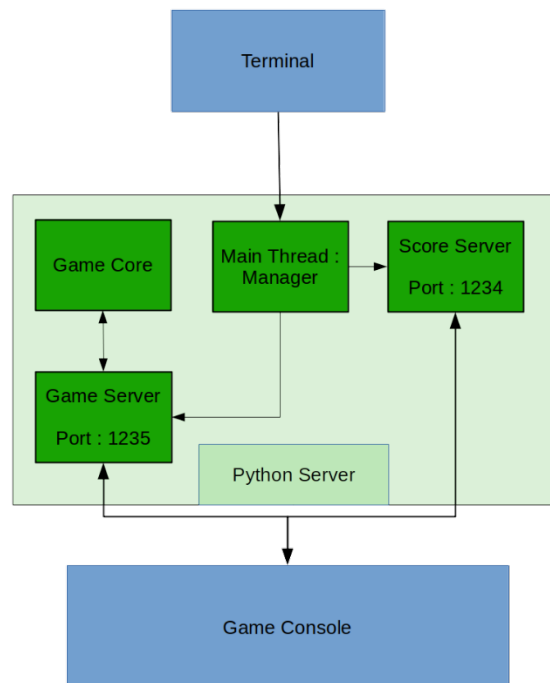 Terminal
Game Core
Main Thread :
Manager
Score Server
Port : 1234
Game Server
Port : 1235
Python Server
Game Console